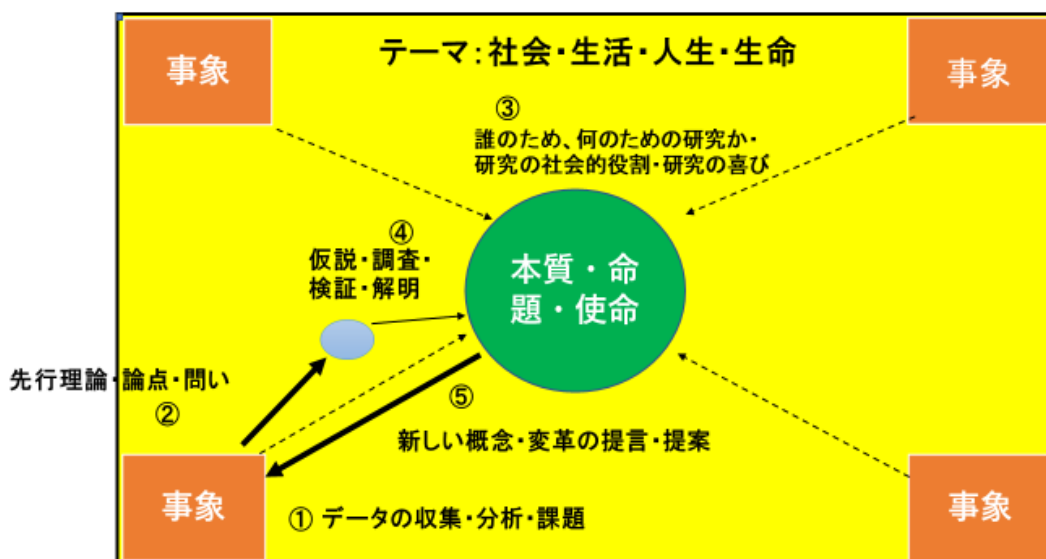 事象
テーマ：社会・生活・人生・生命
事象
③
誰のため、何のための研究か・
研究の社会的役割・研究の喜び
④
仮説・調査・
検証・解明
本質・命
題・使命
先行理論・論点・問い
②
⑤
新しい概念・変革の提言・提案
事象
① データの収集・分析・課題
事象